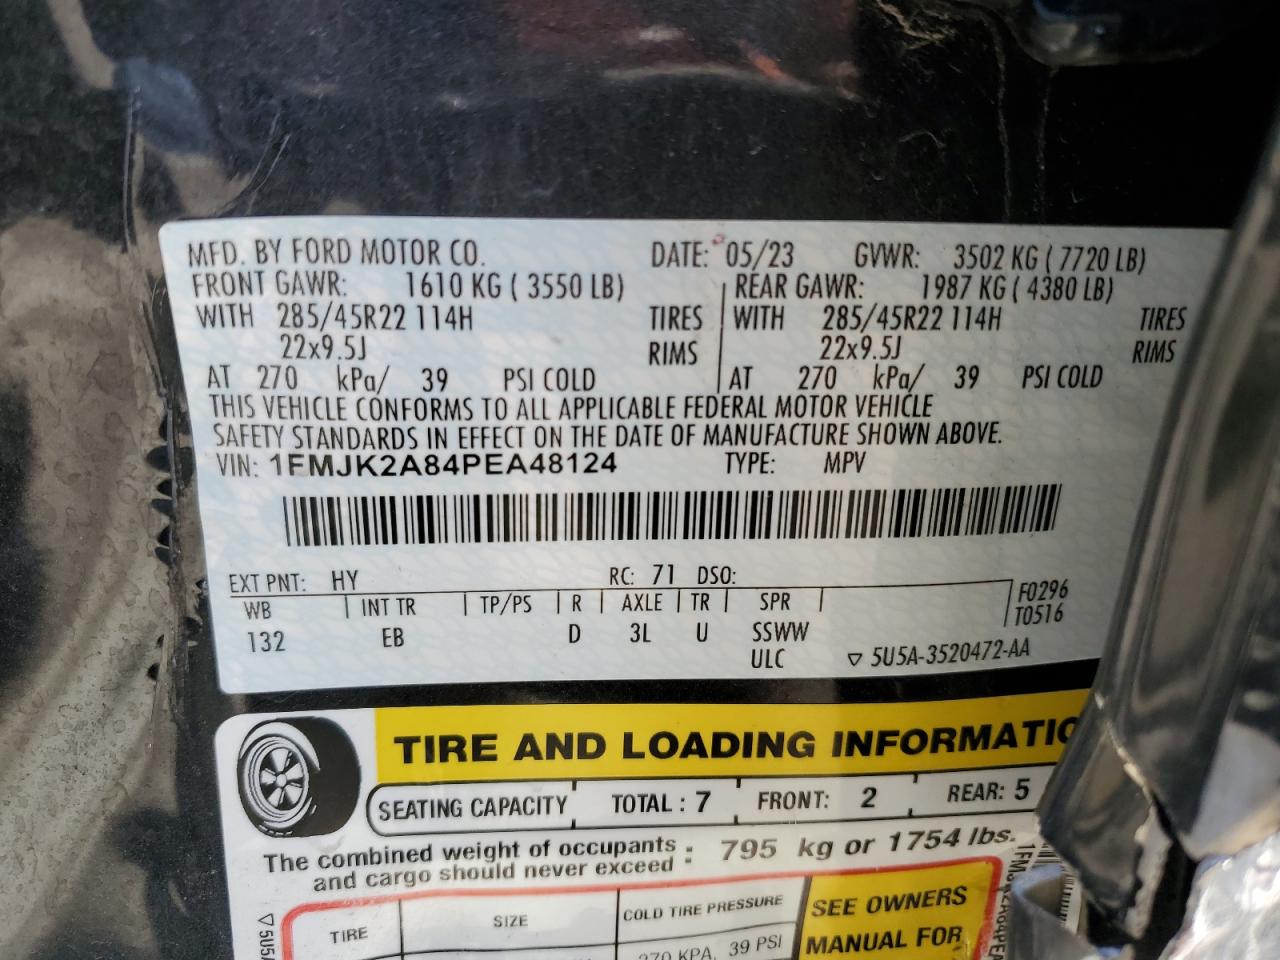 MFD. BY FORD MOTOR CO. DATE: 05/23 GVWR: 3502 KG ( 7720 LB)
FRONT GAWR: 1610 KG ( 3550 LB) REAR GAWR: 1987 KG ( 4380 LB)
WITH 285/45R22 114H TIRES WITH 285/45R22 114H TIRES
22x9.5J RIMS 22x9.5J RIMS
AT 270 kPa/ 39 PSI COLD AT 270 kPa/ 39 PSI COLD
THIS VEHICLE CONFORMS TO ALL APPLICABLE FEDERAL MOTOR VEHICLE
SAFETY STANDARDS IN EFFECT ON THE DATE OF MANUFACTURE SHOWN ABOVE.
VIN: 1FMJK2A84PEA48124 TYPE: MPV
EXT PNT: HY RC: 71 DSO:
WB INT TR TP/PS R AXLE TR SPR F0296
132 EB D 3L U SSWW T0516
ULC 5U5A-3520472-AA
TIRE AND LOADING
SEATING CAPACITY TOTAL : 7 FRONT: 2 REAR: 5
The combined weight of occupants and cargo should never exceed : 795 kg or 1754 lbs.
TIRE SIZE COLD TIRE PRESSURE SEE OWNERS
270 KPA, 39 PSI MANUAL FOR